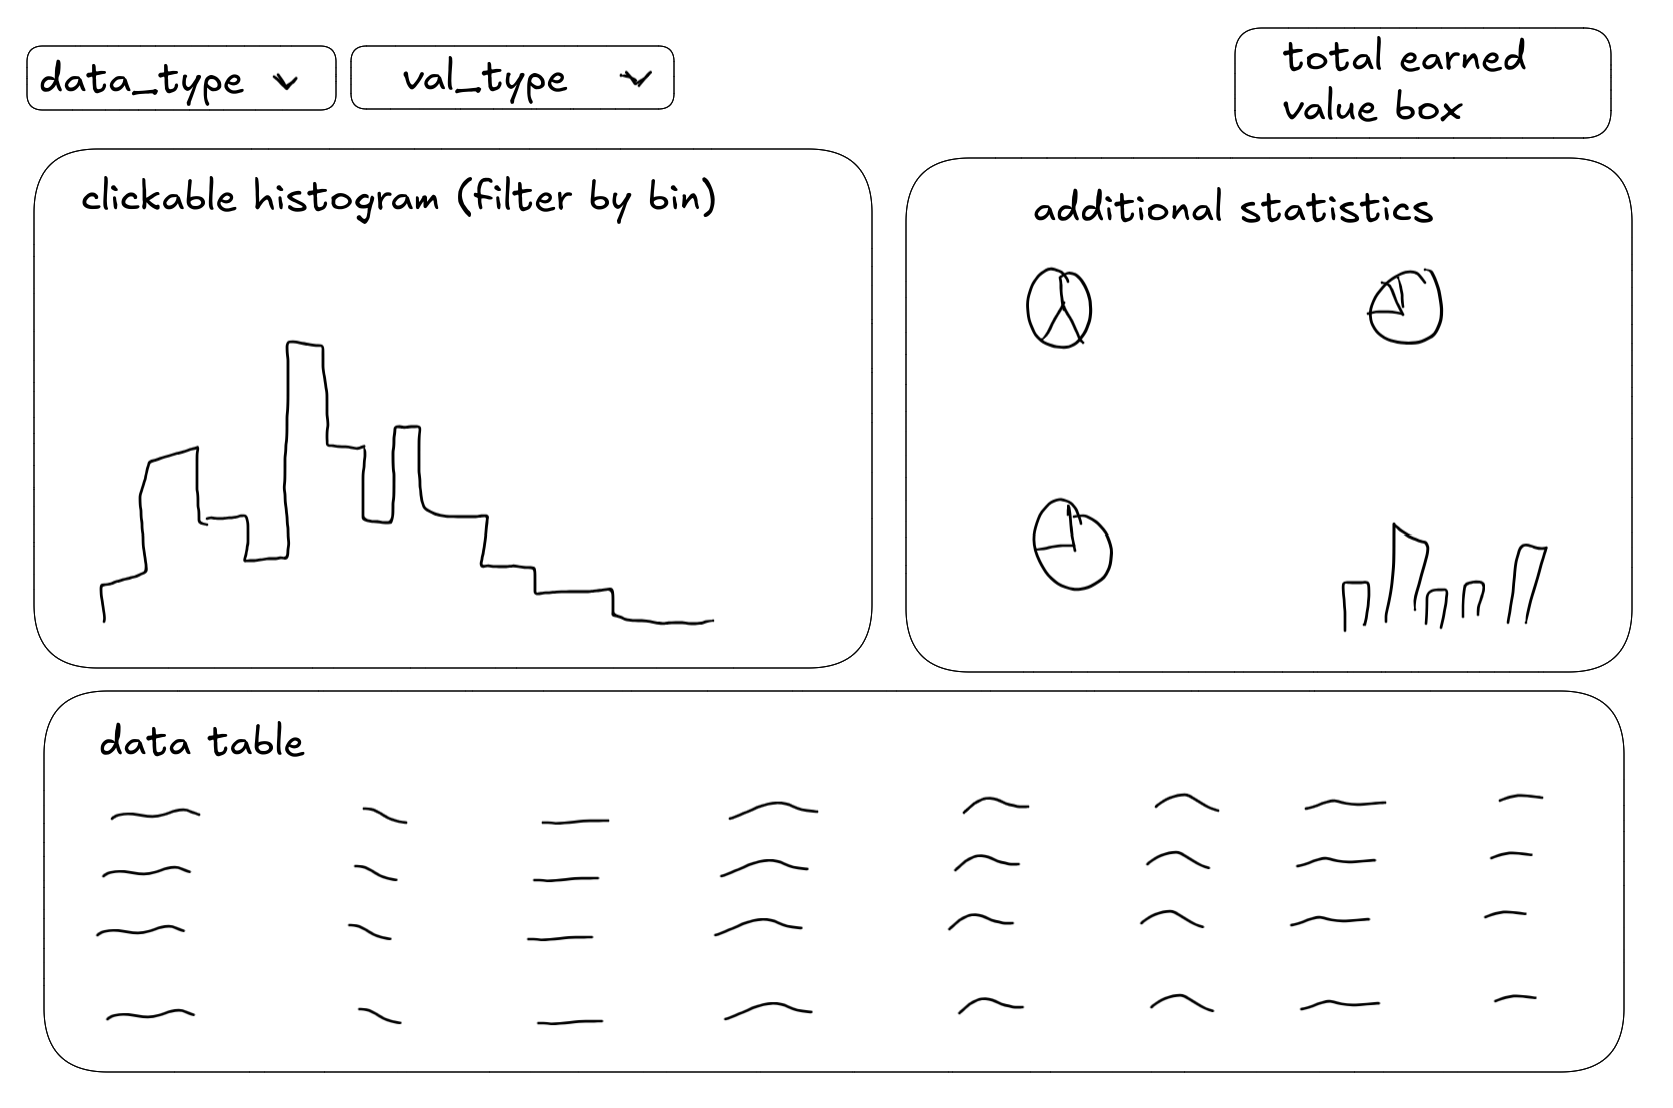 data_type
val_type
total earned
value box
clickable histogram (filter by bin)
additional statistics
data table